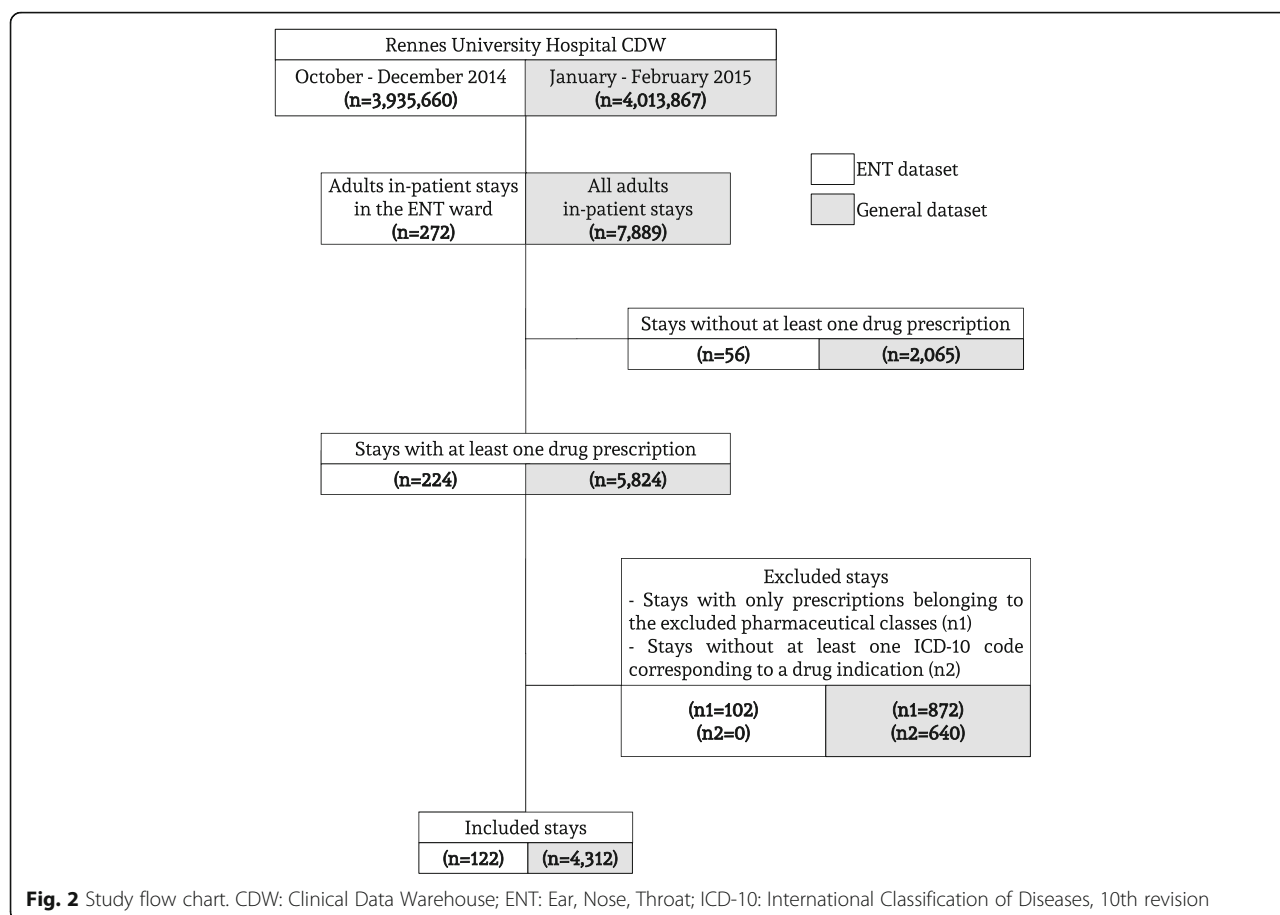 Rennes University Hospital CDW
October - December 2014
(n=3,935,660)
January - February 2015
(n=4,013,867)
ENT dataset
General dataset
Adults in-patient stays
in the ENT ward
(n=272)
All adults
in-patient stays
(n=7,889)
Stays without at least one drug prescription
(n=56)
(n=2,065)
Stays with at least one drug prescription
(n=224)
(n=5,824)
Excluded stays
- Stays with only prescriptions belonging to
the excluded pharmaceutical classes (n1)
- Stays without at least one ICD-10 code
corresponding to a drug indication (n2)
(n1=102)
(n2=0)
(n1=872)
(n2=640)
Included stays
(n=122)
(n=4,312)
Fig. 2 Study flow chart. CDW: Clinical Data Warehouse; ENT: Ear, Nose, Throat; ICD-10: International Classification of Diseases, 10th revision